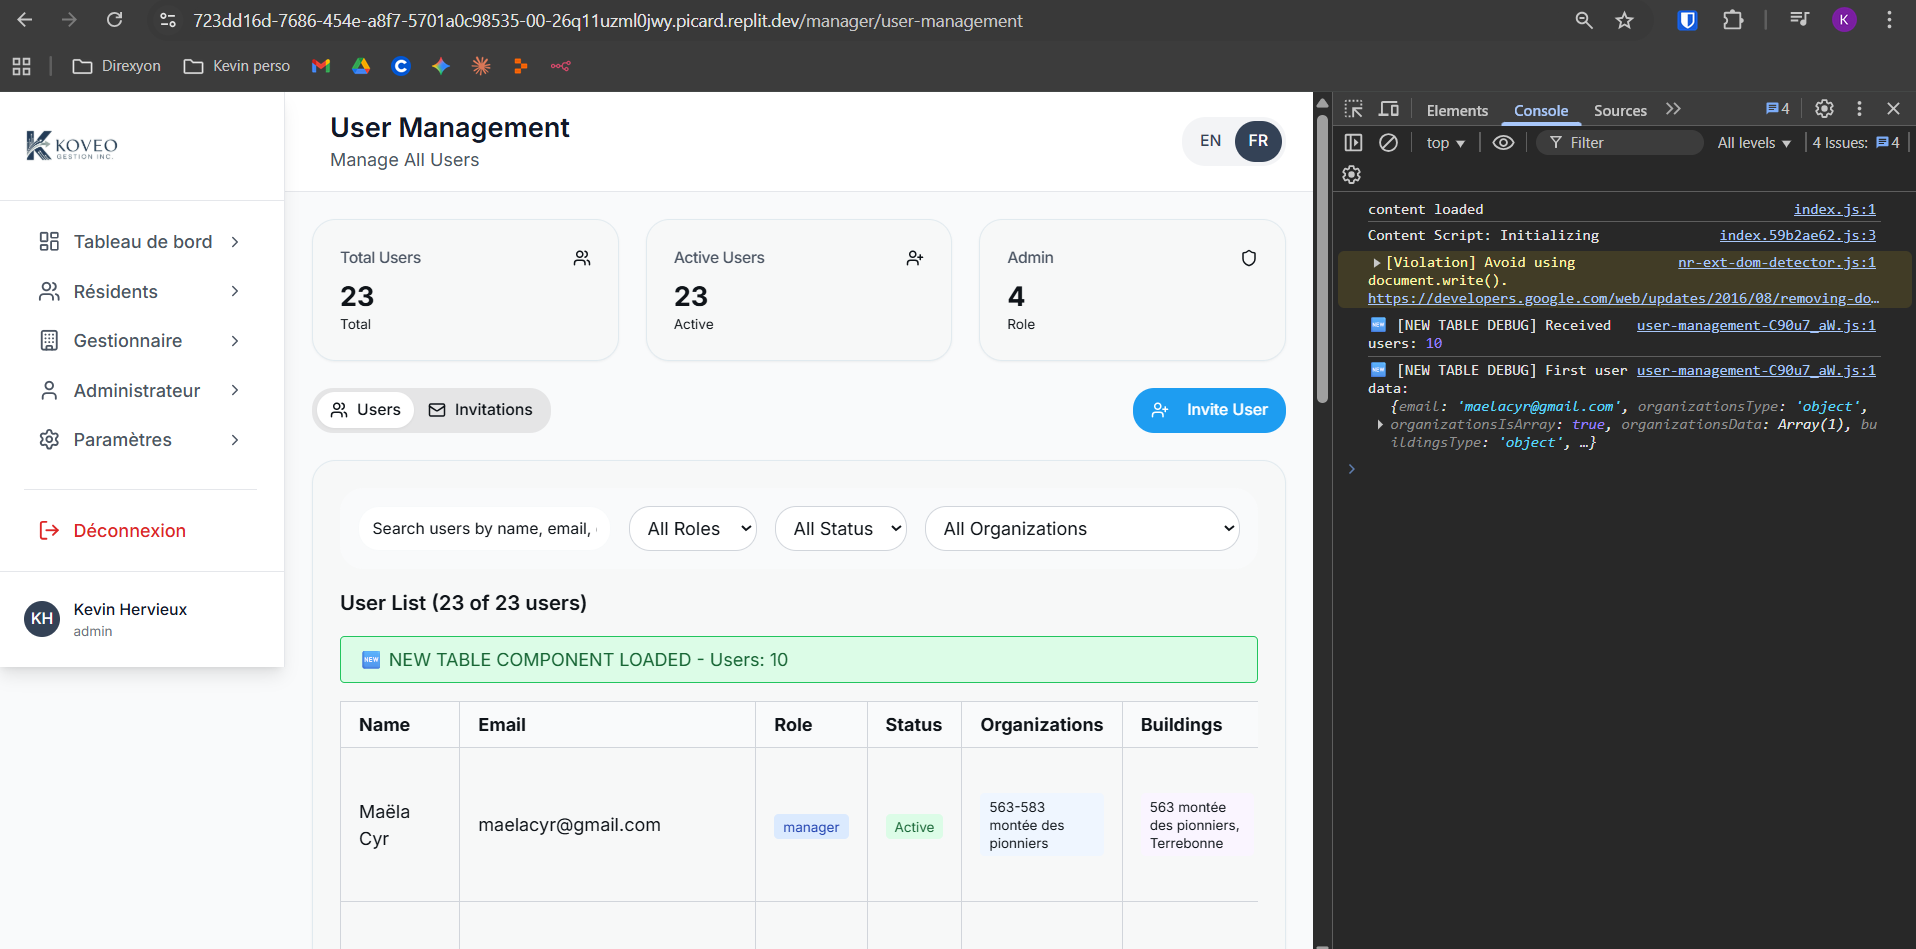 723dd16d-7686-454e-a8f7-5701a0c98535-00-26q11uzml0jwy.picard.replit.dev/manager/user-management
K
Direxyon
Kevin perso
KOVEO
GESTION INC.
Tableau de bord
Résidents
Gestionnaire
Administrateur
Paramètres
Déconnexion
KH
Kevin Hervieux
admin
User Management
Manage All Users
EN FR
Total Users
23
Total
Active Users
23
Active
Admin
4
Role
Users
Invitations
Invite User
Search users by name, email,
All Roles
All Status
All Organizations
User List (23 of 23 users)
NEW NEW TABLE COMPONENT LOADED - Users: 10
Name Email Role Status Organizations Buildings
Maëla
Cyr
maelacyr@gmail.com
manager
Active
563-583
montée des
pionniers
563 montée
des pionniers,
Terrebonne
Elements Console Sources
4
top
Filter
All levels
4 Issues: 4
content loaded index.js:1
Content Script: Initializing index.59b2ae62.js:3
[Violation] Avoid using nr-ext-dom-detector.js:1
document.write().
https://developers.google.com/web/updates/2016/08/removing-do…
NEW [NEW TABLE DEBUG] Received user-management-C90u7_aW.js:1
users: 10
NEW [NEW TABLE DEBUG] First user user-management-C90u7_aW.js:1
data:
{email: 'maelacyr@gmail.com', organizationsType: 'object',
organizationsIsArray: true, organizationsData: Array(1), bu
ildingsType: 'object', …}